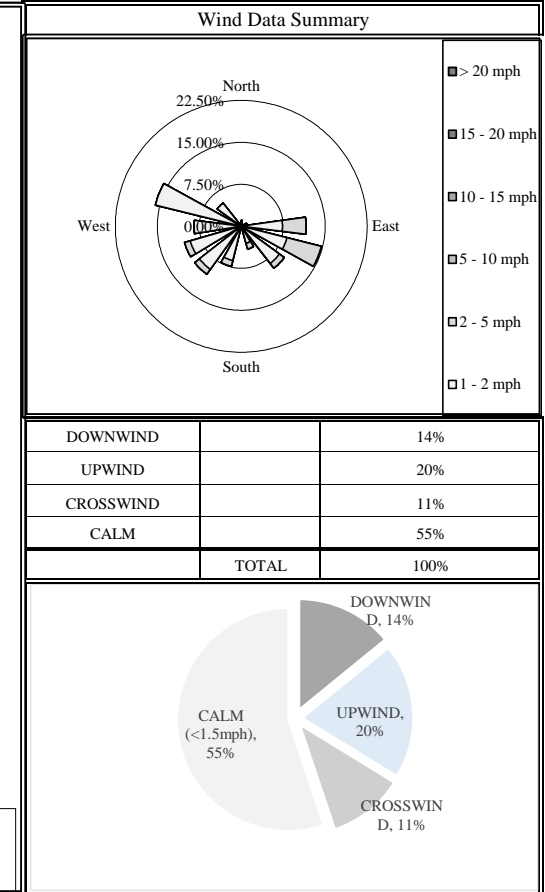 Wind Data Summary
North
22.50%
15.00%
7.50%
0.00%
West
East
South
> 20 mph
15 - 20 mph
10 - 15 mph
5 - 10 mph
2 - 5 mph
1 - 2 mph
DOWNWIND 14%
UPWIND 20%
CROSSWIND 11%
CALM 55%
TOTAL 100%
DOWNWIN
D, 14%
UPWIND,
20%
CROSSWIN
D, 11%
CALM
(<1.5mph),
55%